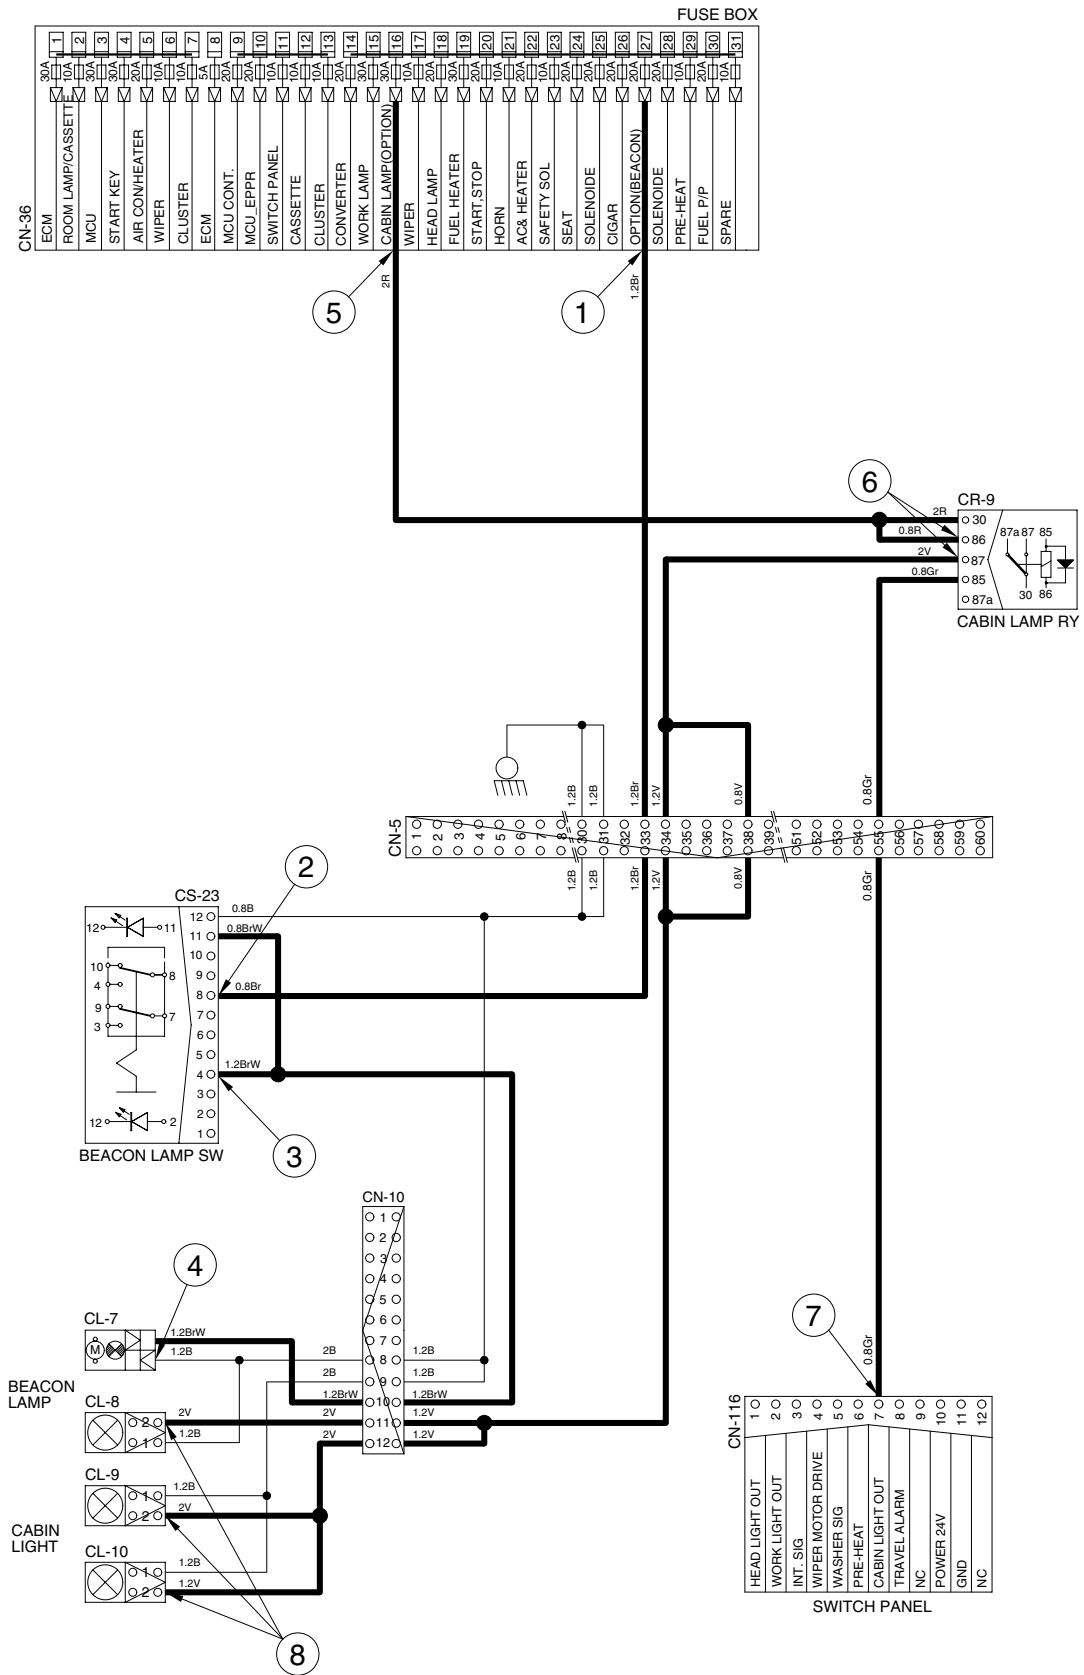 FUSE BOX
1 2 3 4 5 6 7 8 9 10 11 12 13 14 15 16 17 18 19 20 21 22 23 24 25 26 27 28 29 30 31
30A 10A 30A 30A 20A 10A 10A 5A 20A 10A 10A 10A 10A 20A 20A 20A 10A 20A 30A 20A 10A 20A 10A 20A 20A 20A 20A 20A 10A 20A 10A
CN-36
ECM
ROOM LAMP/CASSETTE
MCU
START KEY
AIR CON/HEATER
WIPER
CLUSTER
ECM
MCU CONT.
MCU_EPPR
SWITCH PANEL
CASSETTE
CLUSTER
CONVERTER
WORK LAMP
CABIN LAMP(OPTION)
WIPER
HEAD LAMP
FUEL HEATER
START,STOP
HORN
AC& HEATER
SAFETY SOL
SEAT
SOLENOIDE
CIGAR
OPTION(BEACON)
SOLENOIDE
PRE-HEAT
FUEL P/P
SPARE
2R
1.2Br
5
1
6
CR-9
2R
30
0.8R
86
2V
87
0.8Gr
85
87a
87a 87 85
30 86
CABIN LAMP RY
1.2B 1.2B 1.2Br 1.2V 0.8V 0.8Gr
CN-5
1 2 3 4 5 6 7 8 30 31 32 33 34 35 36 37 38 39 51 52 53 54 55 56 57 58 59 60
1.2B 1.2B 1.2Br 1.2V 0.8V 0.8Gr
2
CS-23
12 0.8B
11 0.8BrW
10
9
8 0.8Br
7
6
5
4 1.2BrW
3
2
1
12 11
10
8
4
9
7
3
12 2
BEACON LAMP SW
3
CN-10
1
2
3
4
5
6
7
2B 8 1.2B
2B 9 1.2B
1.2BrW 10 1.2BrW
2V 11 1.2V
2V 12 1.2V
4
CL-7
M
1.2BrW
1.2B
BEACON
LAMP
CL-8
2 2V
1 1.2B
CL-9
1 1.2B
2 2V
CABIN
LIGHT
CL-10
1 1.2B
2 1.2V
8
7
0.8Gr
CN-116
1 2 3 4 5 6 7 8 9 10 11 12
HEAD LIGHT OUT
WORK LIGHT OUT
INT. SIG
WIPER MOTOR DRIVE
WASHER SIG
PRE-HEAT
CABIN LIGHT OUT
TRAVEL ALARM
NC
POWER 24V
GND
NC
SWITCH PANEL